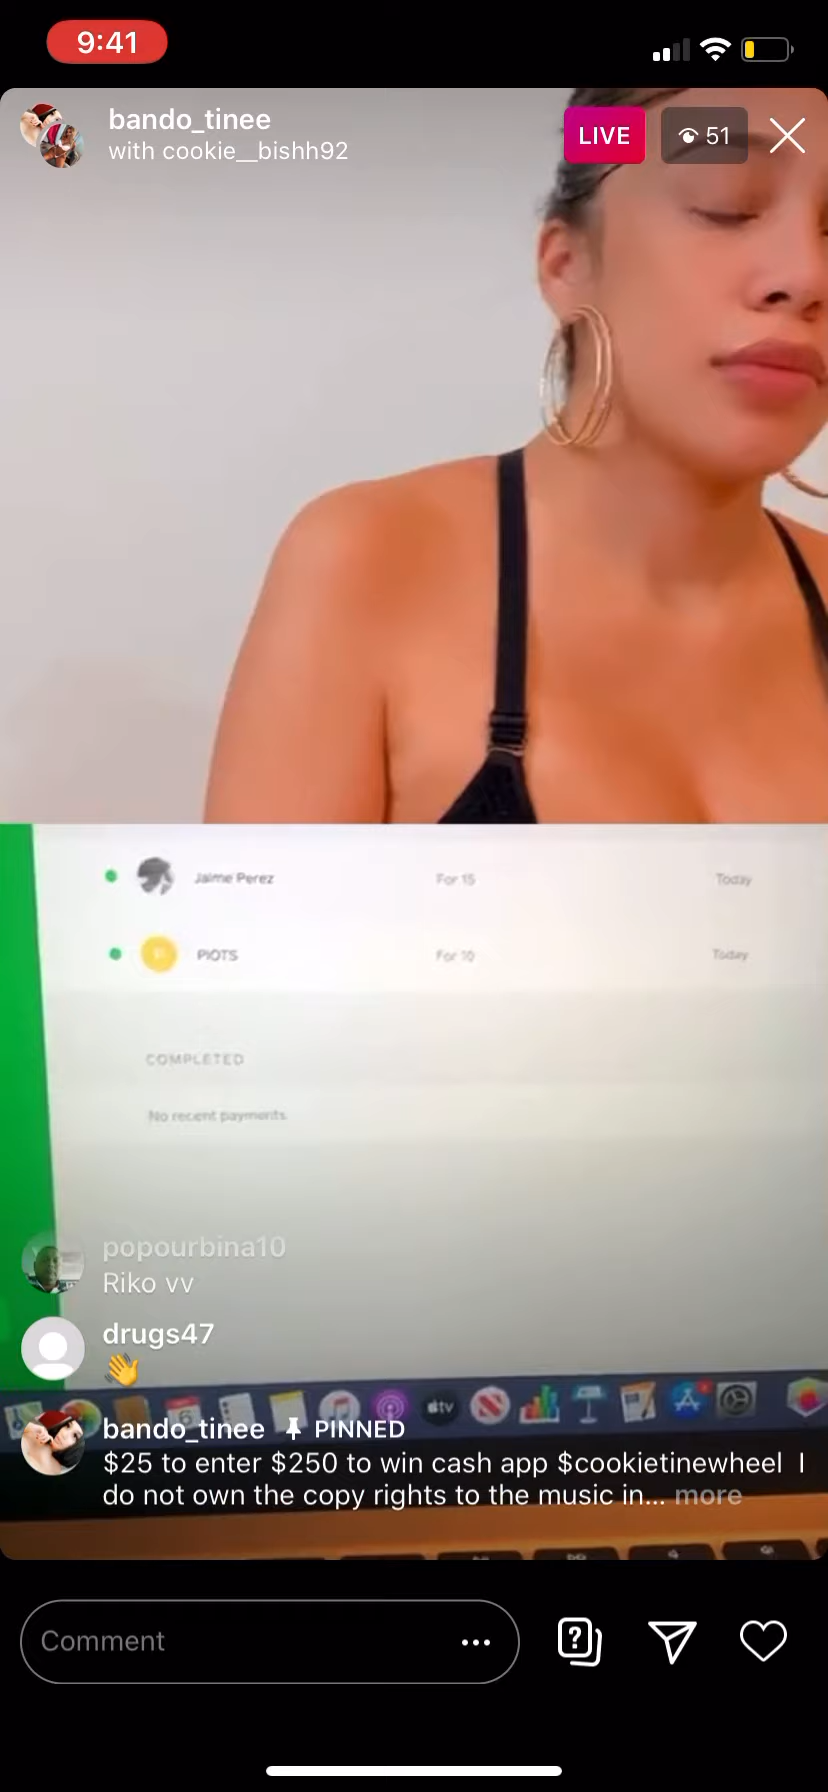 9:41
bando_tinee
with cookie__bishh92
LIVE
51
Jaime Perez
For 15
Today
PIOTS
For 10
Today
COMPLETED
No recent payments
popourbina10
Riko vv
drugs47
👋
tv
bando_tinee PINNED
$25 to enter $250 to win cash app $cookietinewheel I
do not own the copy rights to the music in... more
Comment